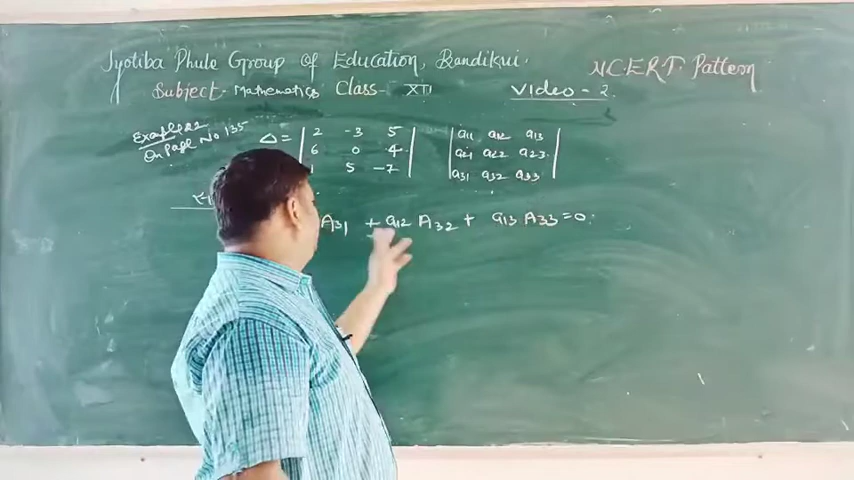 Jyotiba Phule Group of Education, Bandikui.
NCERT Pattern
Subject- Mathematics Class- XII
Video - 2
Example 22
On Page No 135
Δ = | 2 -3 5 |
6 0 4
1 5 -7
| a11 a12 a13 |
a21 a22 a23
a31 a32 a33
A31 + a12 A32 + a13 A33 = 0